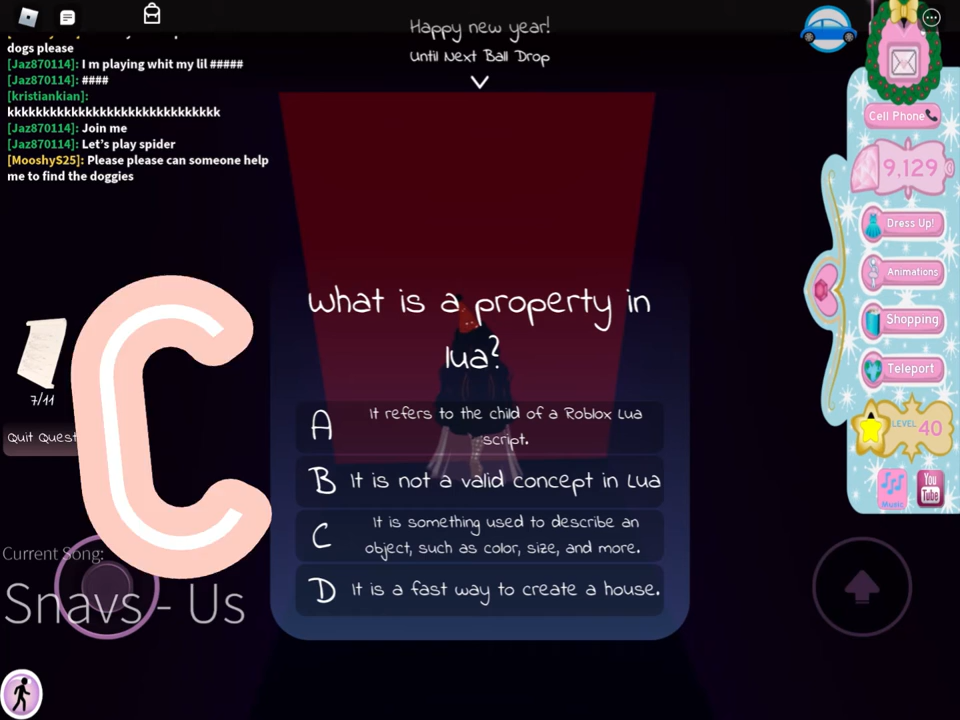 Happy new year!
Until Next Ball Drop
dogs please
[Jaz870114]: I m playing whit my lil #####
[Jaz870114]: ####
[kristiankian]:
kkkkkkkkkkkkkkkkkkkkkkkkkkkkkk
[Jaz870114]: Join me
[Jaz870114]: Let's play spider
[MooshyS25]: Please please can someone help
me to find the doggies
Cell Phone
9,129
Dress Up!
Animations
Shopping
Teleport
LEVEL 40
Music
You
Tube
7/11
Quit Quest
C
What is a property in
lua?
A It refers to the child of a Roblox Lua
script.
B It is not a valid concept in Lua
C It is something used to describe an
object, such as color, size, and more.
D It is a fast way to create a house.
Current Song:
Snavs - Us